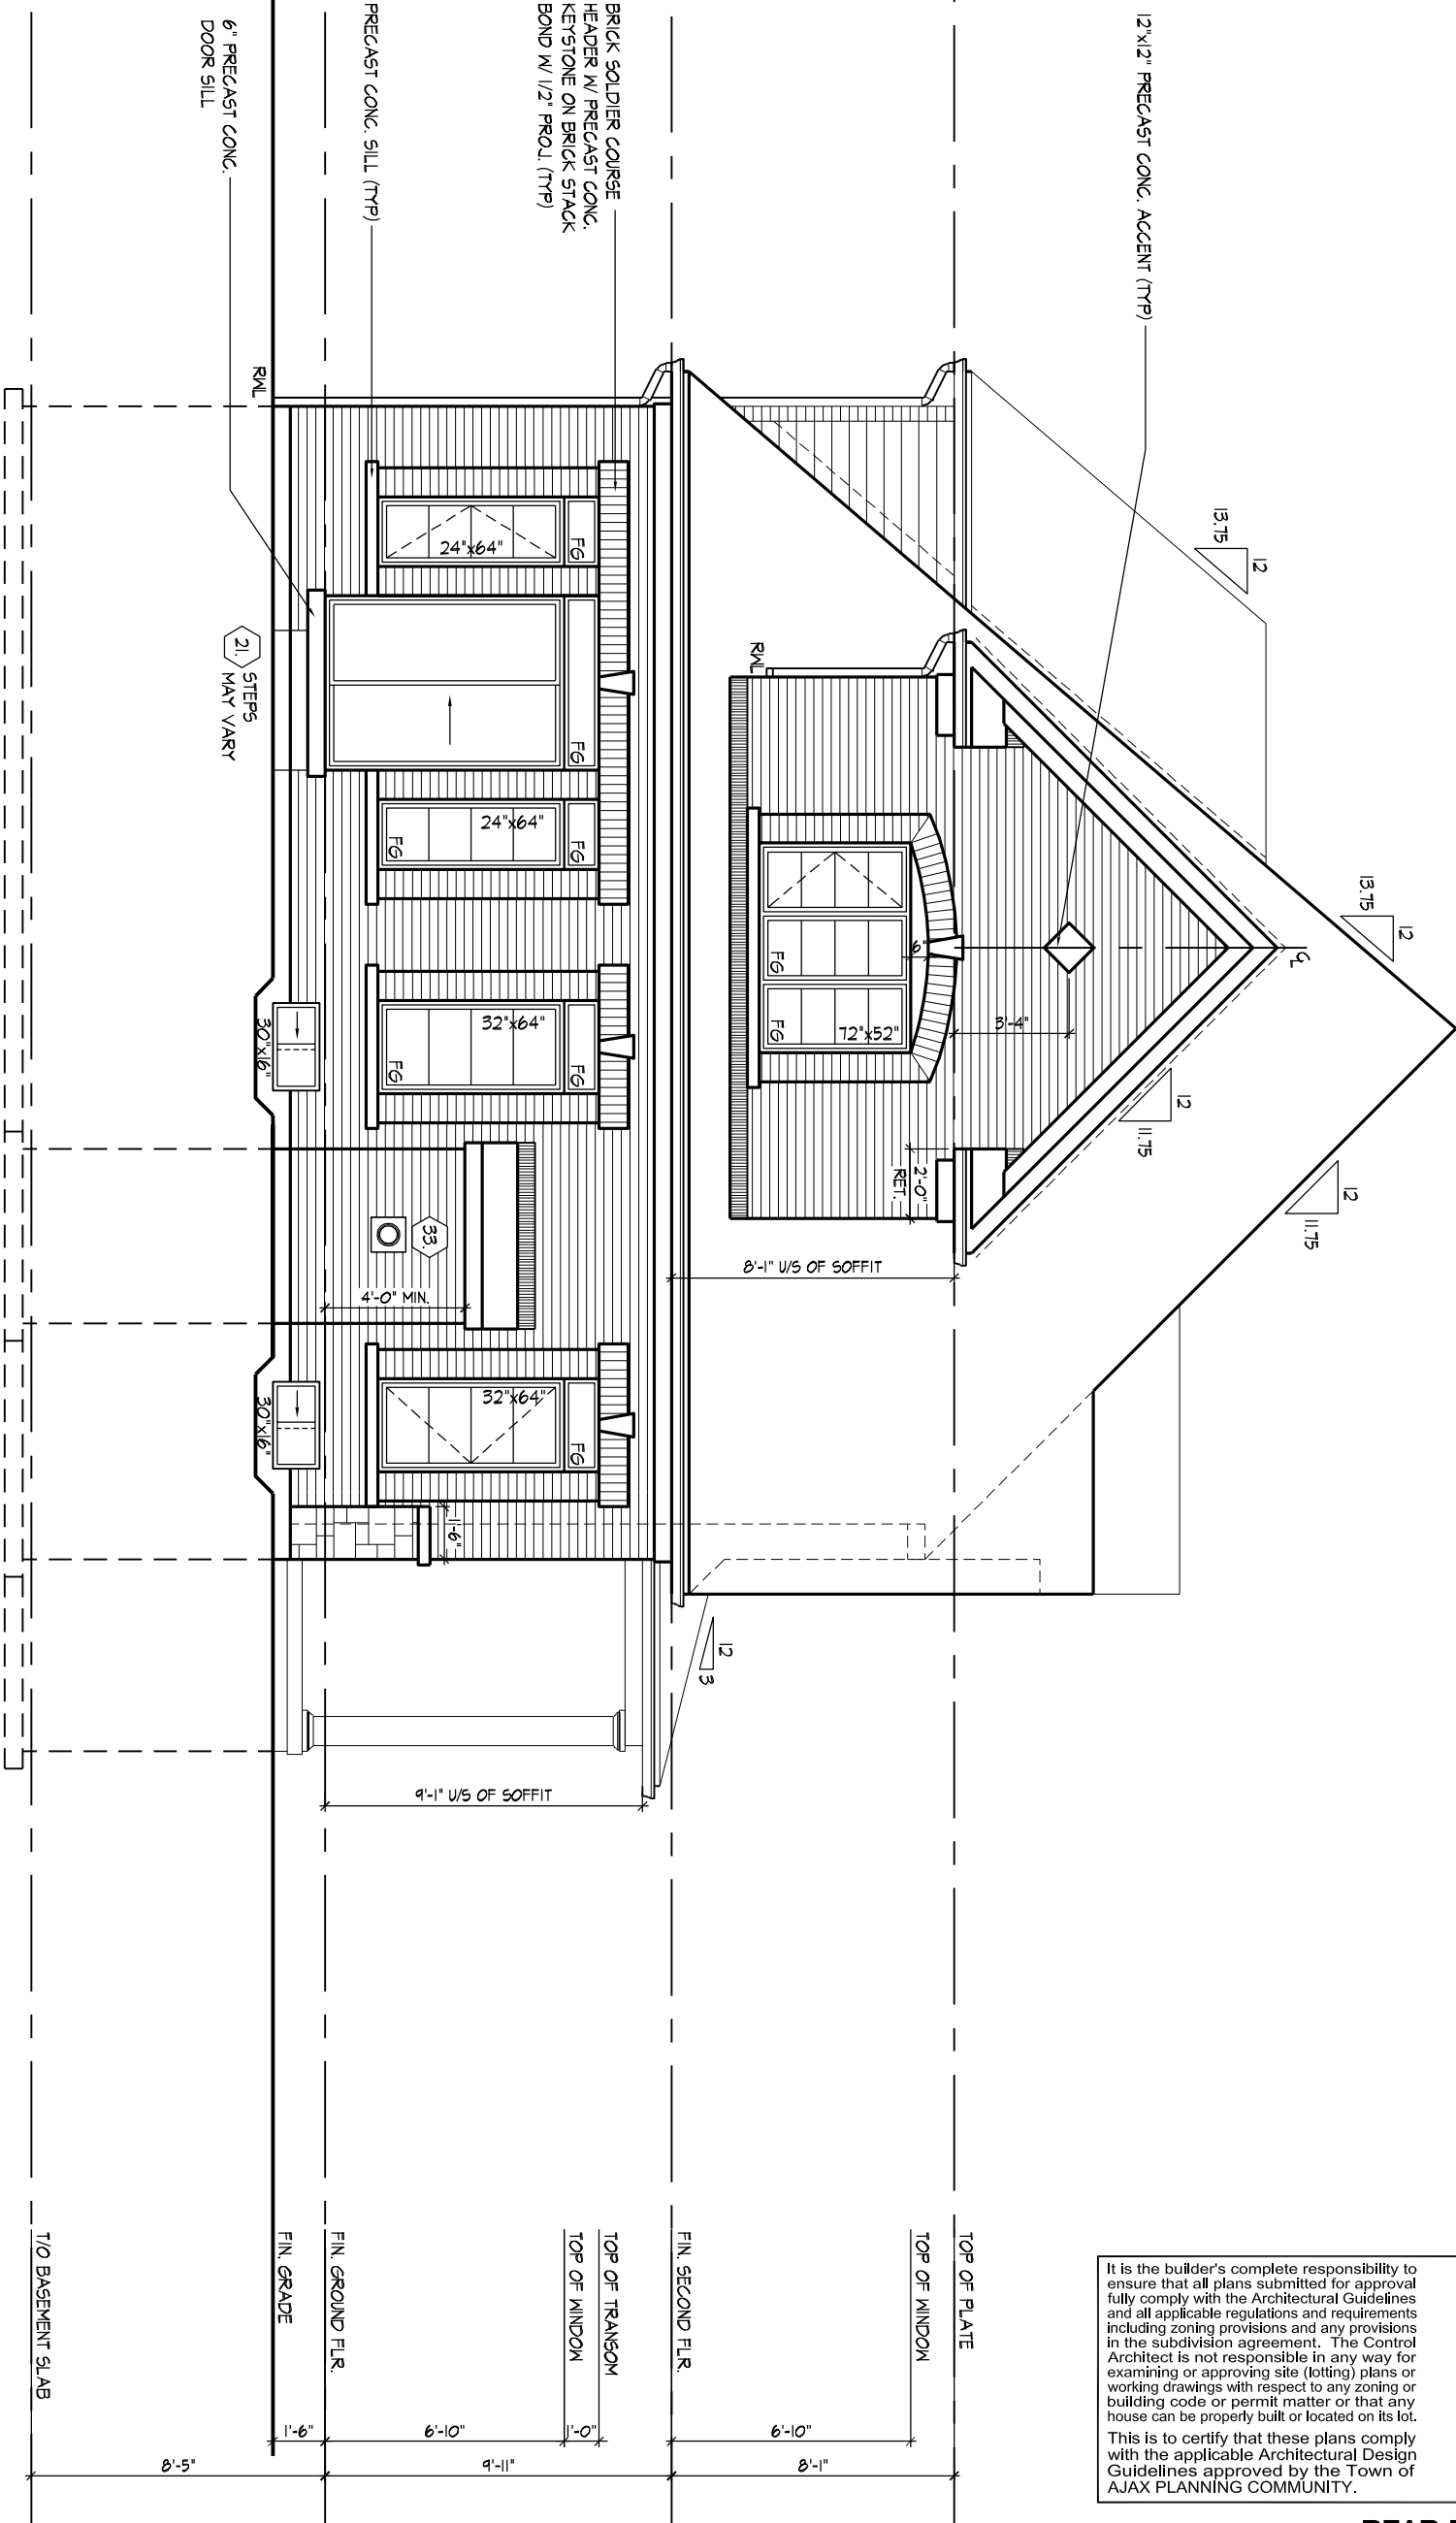 12"x12" PRECAST CONC. ACCENT (TYP)
BRICK SOLDIER COURSE
HEADER W/ PRECAST CONC.
KEYSTONE ON BRICK STACK
BOND W/ 1/2" PROJ. (TYP)
PRECAST CONC. SILL (TYP)
6" PRECAST CONC.
DOOR SILL
RWL
21.
STEPS
MAY VARY
13.75
12
13.75
12
12
11.75
12
11.75
12
3
RWL
24"x64"
FG
FG
24"x64"
FG
FG
32"x64"
FG
FG
32"x64"
FG
30"x16"
30"x16"
33.
4'-0" MIN.
1'-6"
FG
FG
72"x52"
6"
3'-4"
2'-0"
RET.
8'-1" U/S OF SOFFIT
9'-1" U/S OF SOFFIT
TOP OF PLATE
TOP OF WINDOW
FIN. SECOND FLR.
TOP OF TRANSOM
TOP OF WINDOW
FIN. GROUND FLR.
FIN. GRADE
T/O BASEMENT SLAB
6'-10"
8'-1"
1'-0"
6'-10"
9'-11"
1'-6"
8'-5"
It is the builder's complete responsibility to
ensure that all plans submitted for approval
fully comply with the Architectural Guidelines
and all applicable regulations and requirements
including zoning provisions and any provisions
in the subdivision agreement. The Control
Architect is not responsible in any way for
examining or approving site (lotting) plans or
working drawings with respect to any zoning or
building code or permit matter or that any
house can be properly built or located on its lot.
This is to certify that these plans comply
with the applicable Architectural Design
Guidelines approved by the Town of
AJAX PLANNING COMMUNITY.